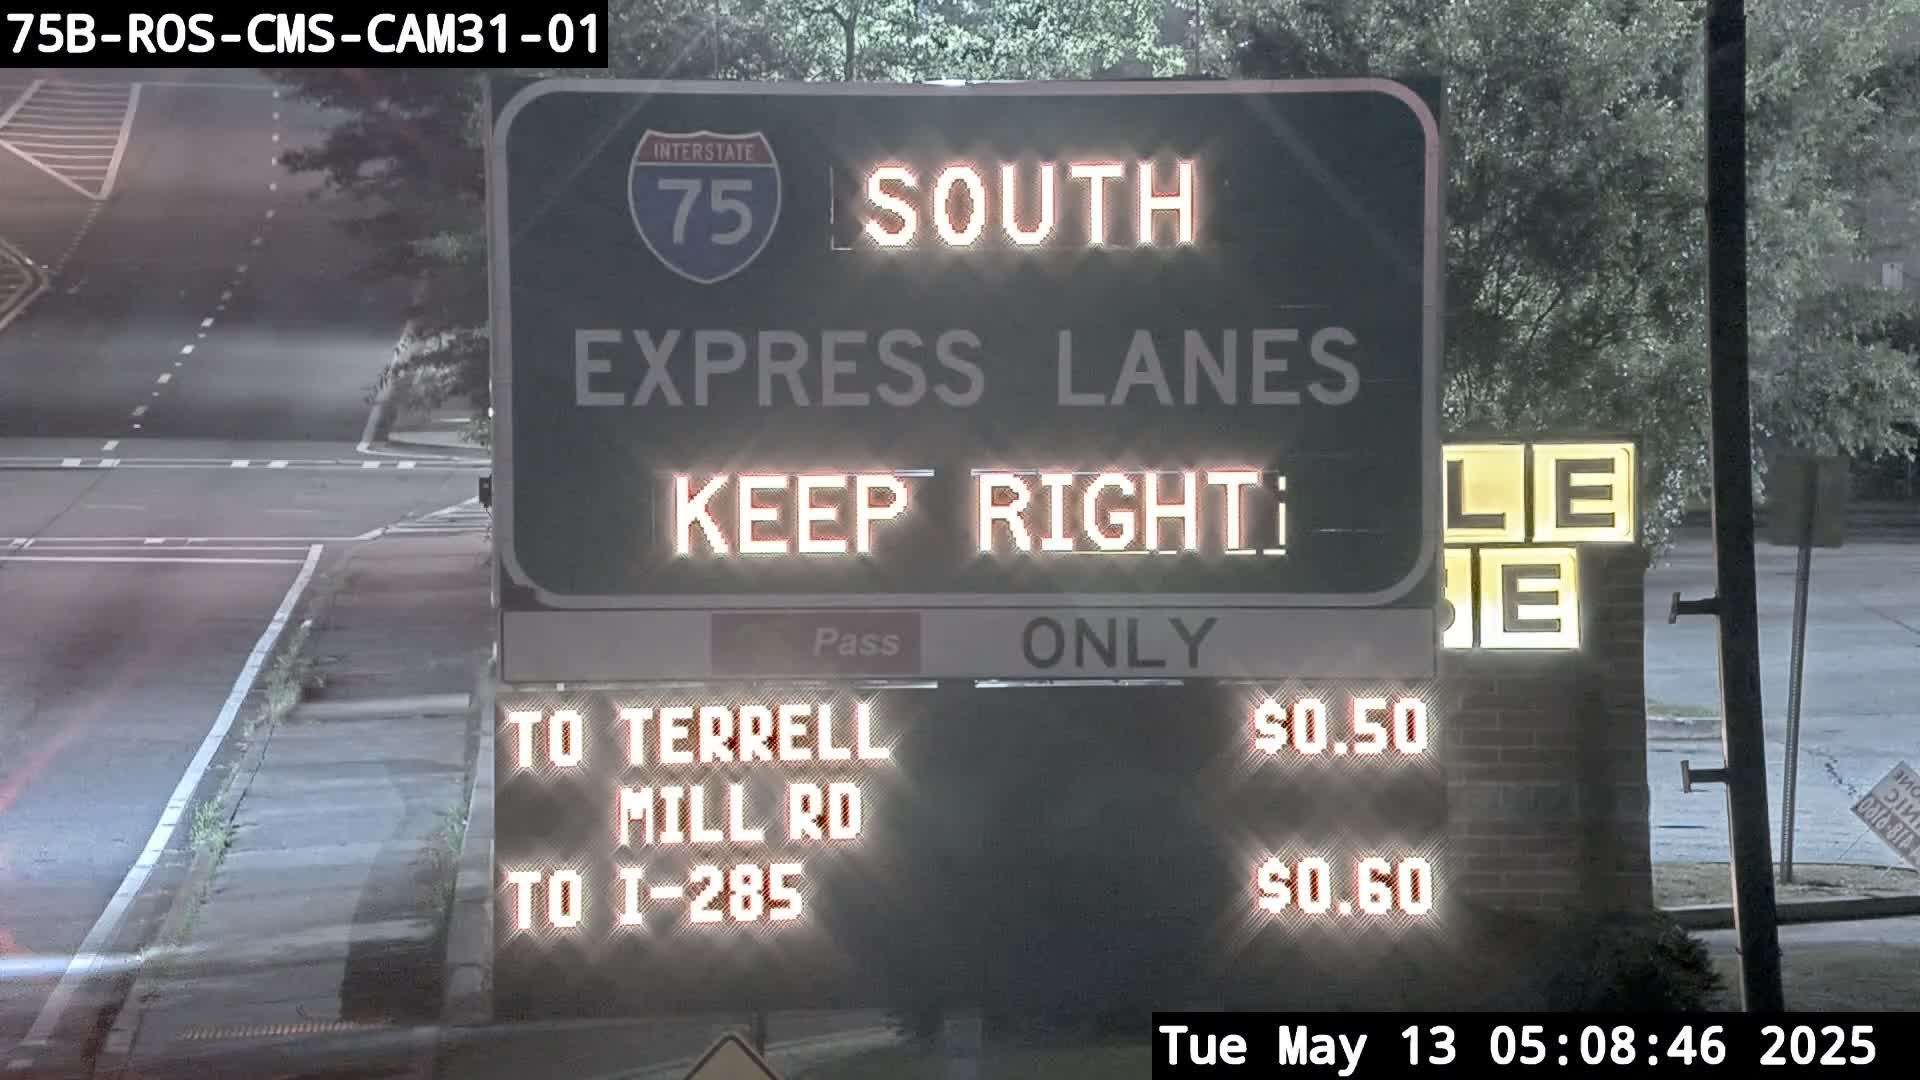 75B-ROS-CMS-CAM31-01
INTERSTATE
75
SOUTH
EXPRESS LANES
KEEP RIGHT
LE
E
Pass ONLY
TO TERRELL $0.50
MILL RD
TO I-285 $0.60
Tue May 13 05:08:46 2025